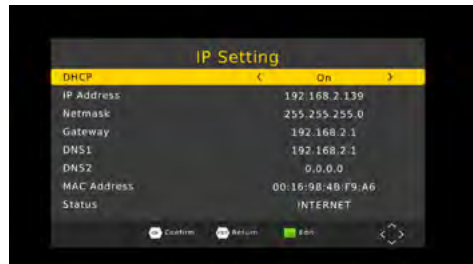 IP Setting
DHCP < On >
IP Address 192.168.2.139
Netmask 255.255.255.0
Gateway 192.168.2.1
DNS1 192.168.2.1
DNS2 0.0.0.0
MAC Address 00:16:98:4B:F9:A6
Status INTERNET
OK Confirm Return Edit